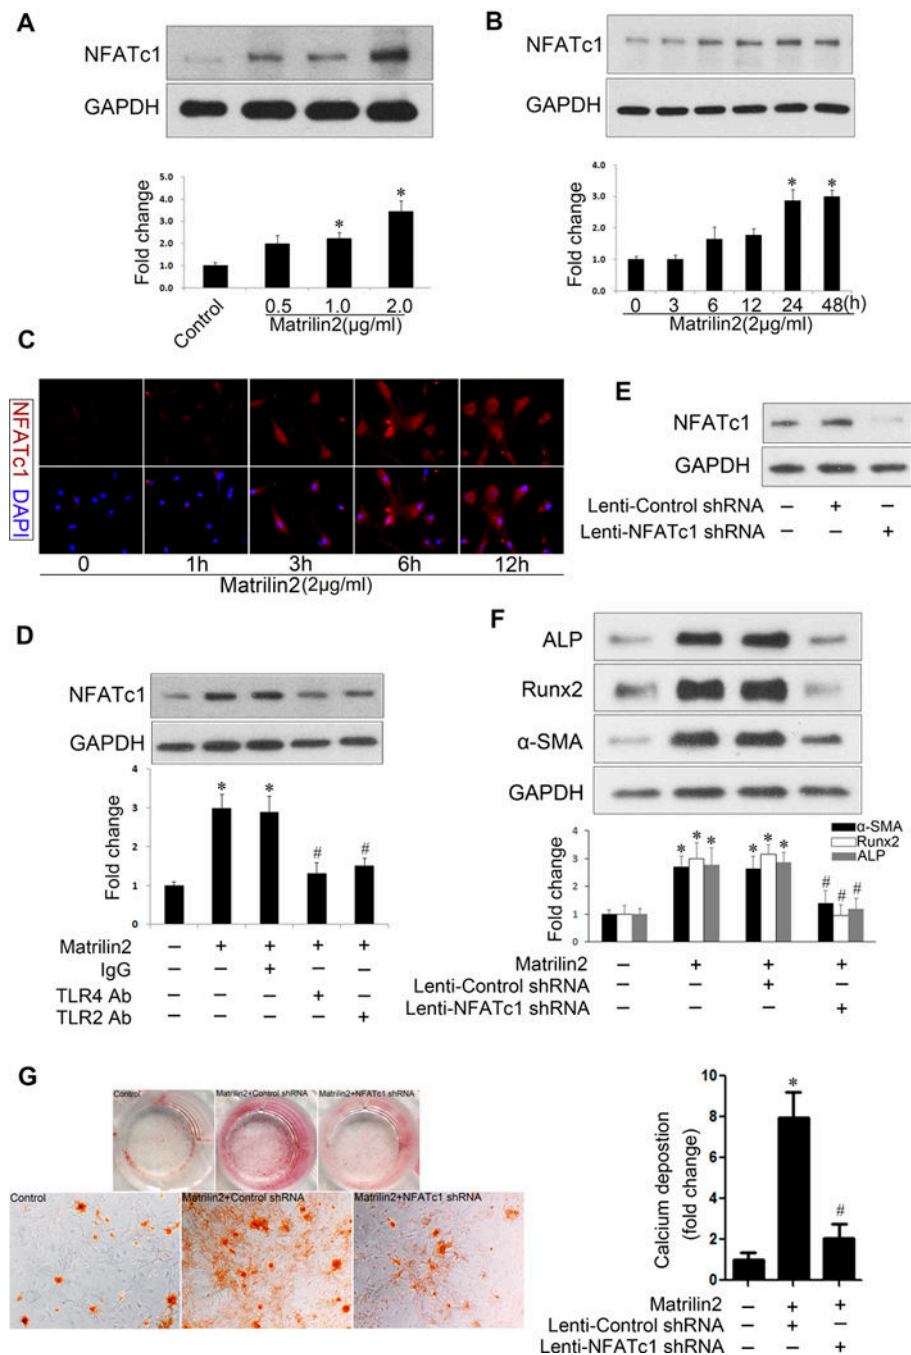 A
NFATc1
GAPDH
Fold change
5.0
4.0
3.0
2.0
1.0
0.0
* *
Control 0.5 1.0 2.0
Matrilin2(μg/ml)
B
NFATc1
GAPDH
Fold change
4.0
3.0
2.0
1.0
0.0
* *
0 3 6 12 24 48(h)
Matrilin2(2μg/ml)
C
NFATc1 DAPI
0 1h 3h 6h 12h
Matrilin2(2μg/ml)
E
NFATc1
GAPDH
Lenti-Control shRNA – + –
Lenti-NFATc1 shRNA – – +
D
NFATc1
GAPDH
Fold change
4
3
2
1
0
* * # #
Matrilin2 – + + + +
IgG – – + – –
TLR4 Ab – – – + –
TLR2 Ab – – – – +
F
ALP
Runx2
α-SMA
GAPDH
α-SMA
Runx2
ALP
Fold change
4
3
2
1
0
* * * * * * # # #
Matrilin2 – + + +
Lenti-Control shRNA – – + –
Lenti-NFATc1 shRNA – – – +
G
Control Matrilin2+Control shRNA Matrilin2+NFATc1 shRNA
Control Matrilin2+Control shRNA Matrilin2+NFATc1 shRNA
Calcium depostion
(fold change)
10
8
6
4
2
0
* #
Matrilin2 – + +
Lenti-Control shRNA – + –
Lenti-NFATc1 shRNA – – +